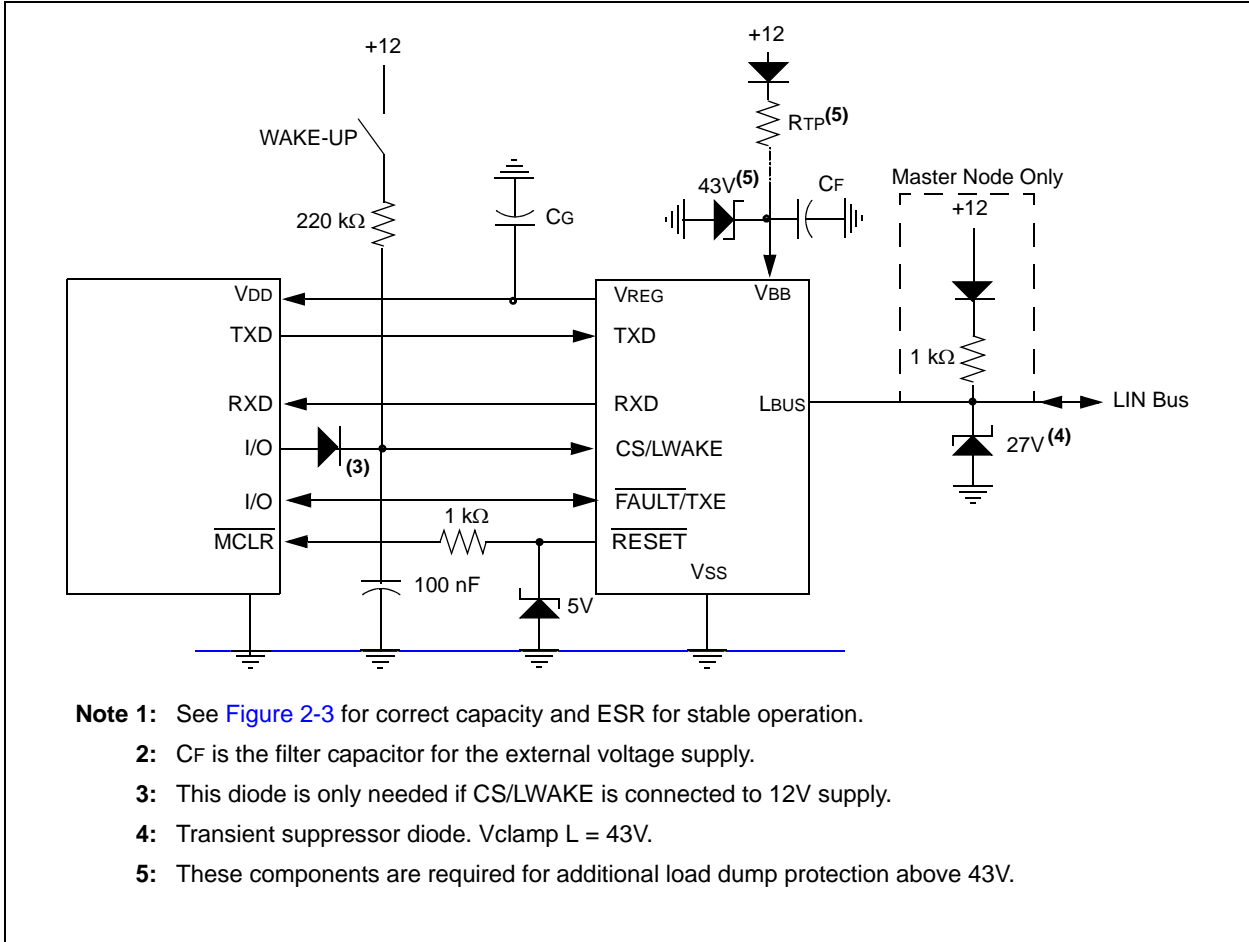 +12
+12
WAKE-UP
RTP(5)
43V(5)
CF
Master Node Only
+12
220 kΩ
CG
VDD
VREG
VBB
TXD
TXD
1 kΩ
RXD
RXD
LBUS
LIN Bus
I/O
(3)
CS/LWAKE
27V(4)
I/O
FAULT/TXE
1 kΩ
MCLR
RESET
VSS
100 nF
5V
Note 1: See Figure 2-3 for correct capacity and ESR for stable operation.
2: CF is the filter capacitor for the external voltage supply.
3: This diode is only needed if CS/LWAKE is connected to 12V supply.
4: Transient suppressor diode. Vclamp L = 43V.
5: These components are required for additional load dump protection above 43V.